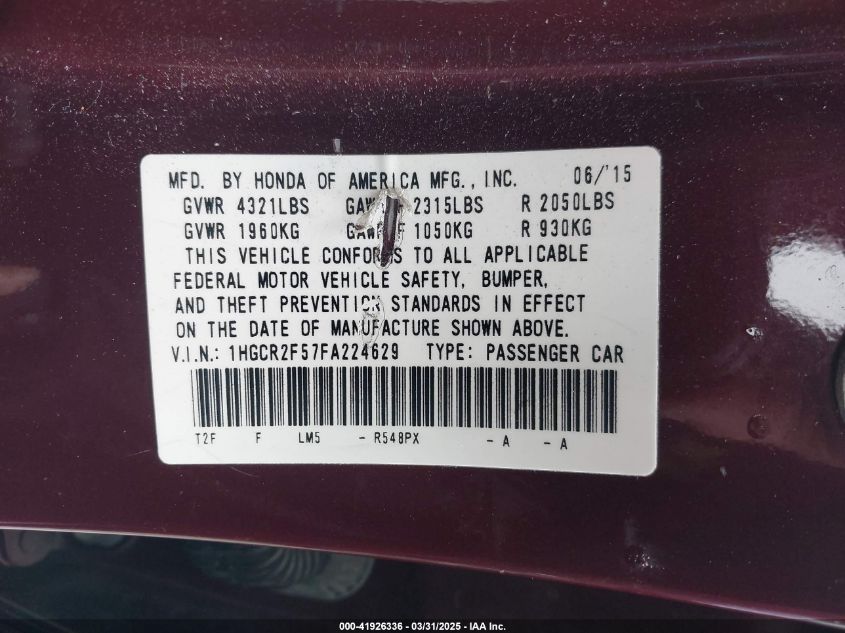 MFD. BY HONDA OF AMERICA MFG., INC. 06/'15
GVWR 4321LBS 2315LBS R 2050LBS
GVWR 1960KG F 1050KG R 930KG
THIS VEHICLE CONFORMS TO ALL APPLICABLE
FEDERAL MOTOR VEHICLE SAFETY, BUMPER,
AND THEFT PREVENTION STANDARDS IN EFFECT
ON THE DATE OF MANUFACTURE SHOWN ABOVE.
V.I.N.: 1HGCR2F57FA224629 TYPE: PASSENGER CAR
T2F F LM5 - R548PX - A - A
000-41926336 - 03/31/2025 - IAA Inc.